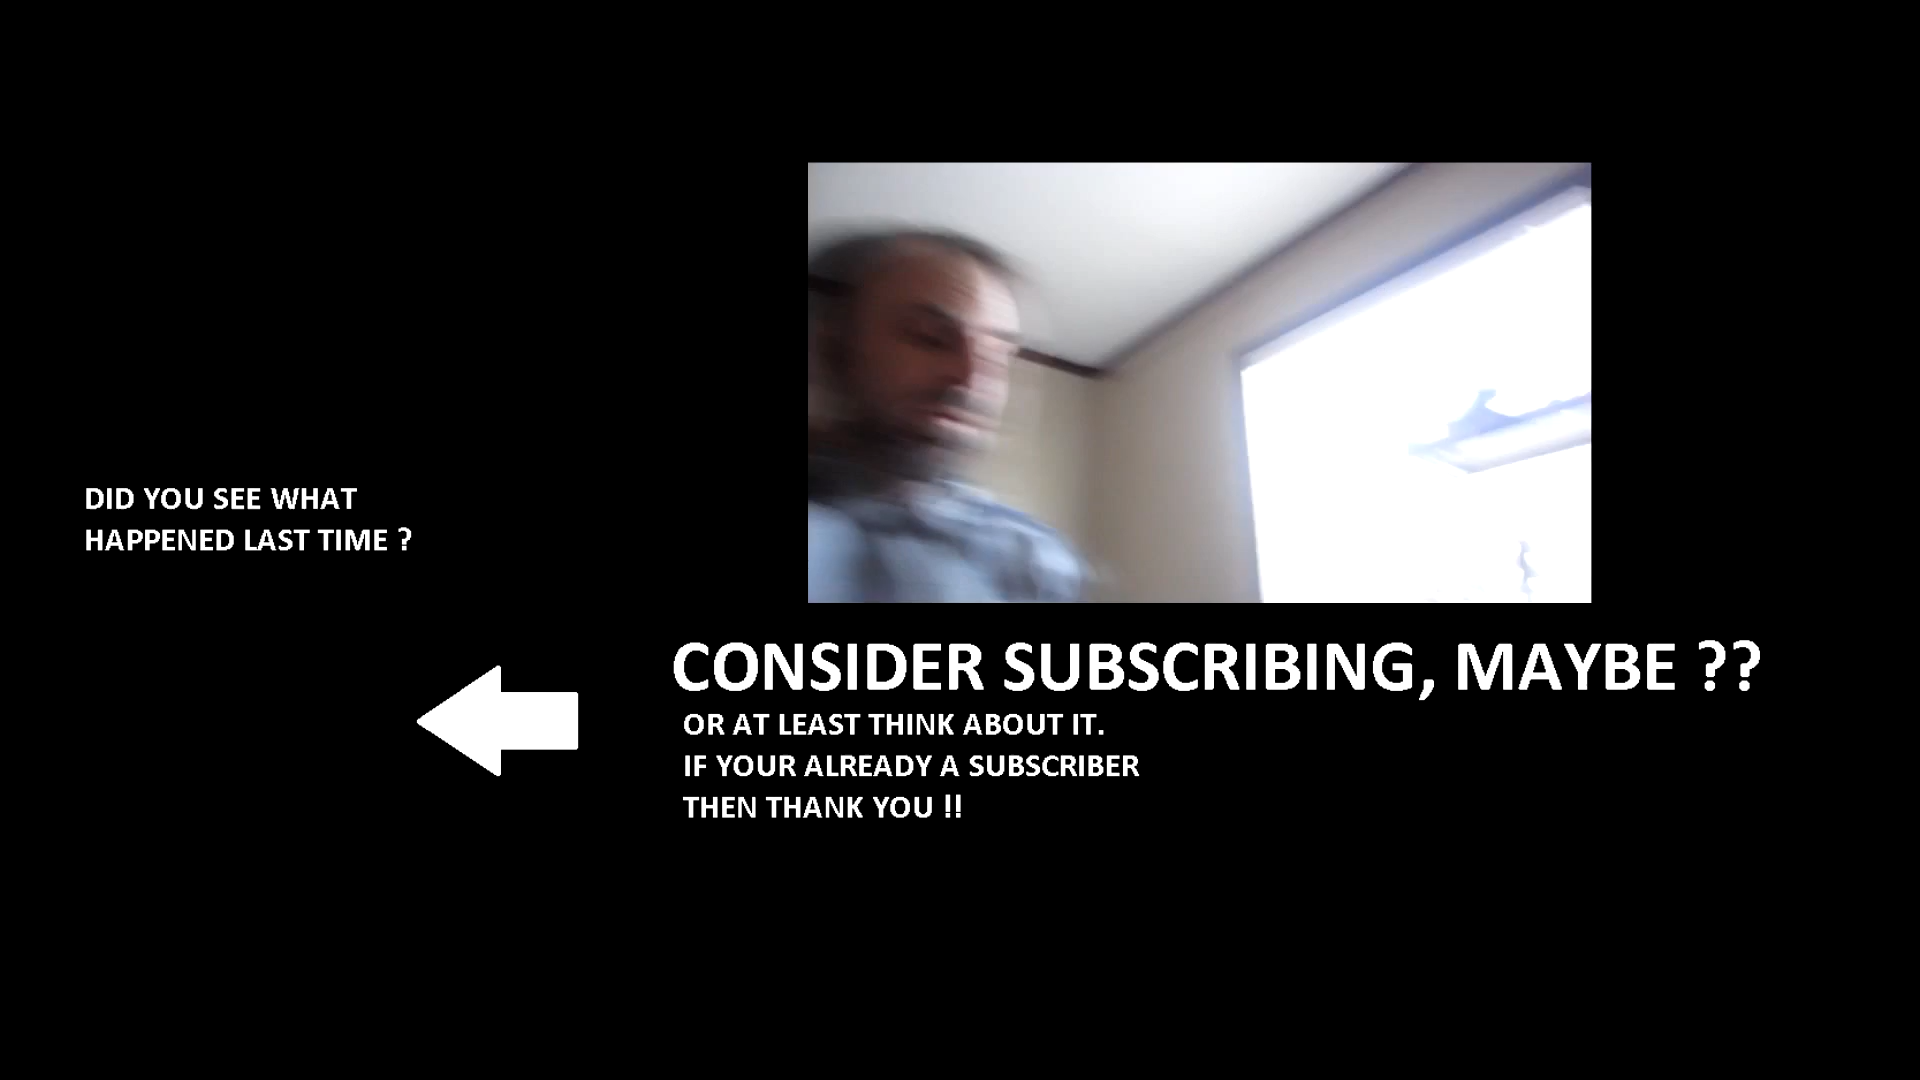 DID YOU SEE WHAT
HAPPENED LAST TIME ?
CONSIDER SUBSCRIBING, MAYBE ??
OR AT LEAST THINK ABOUT IT.
IF YOUR ALREADY A SUBSCRIBER
THEN THANK YOU !!